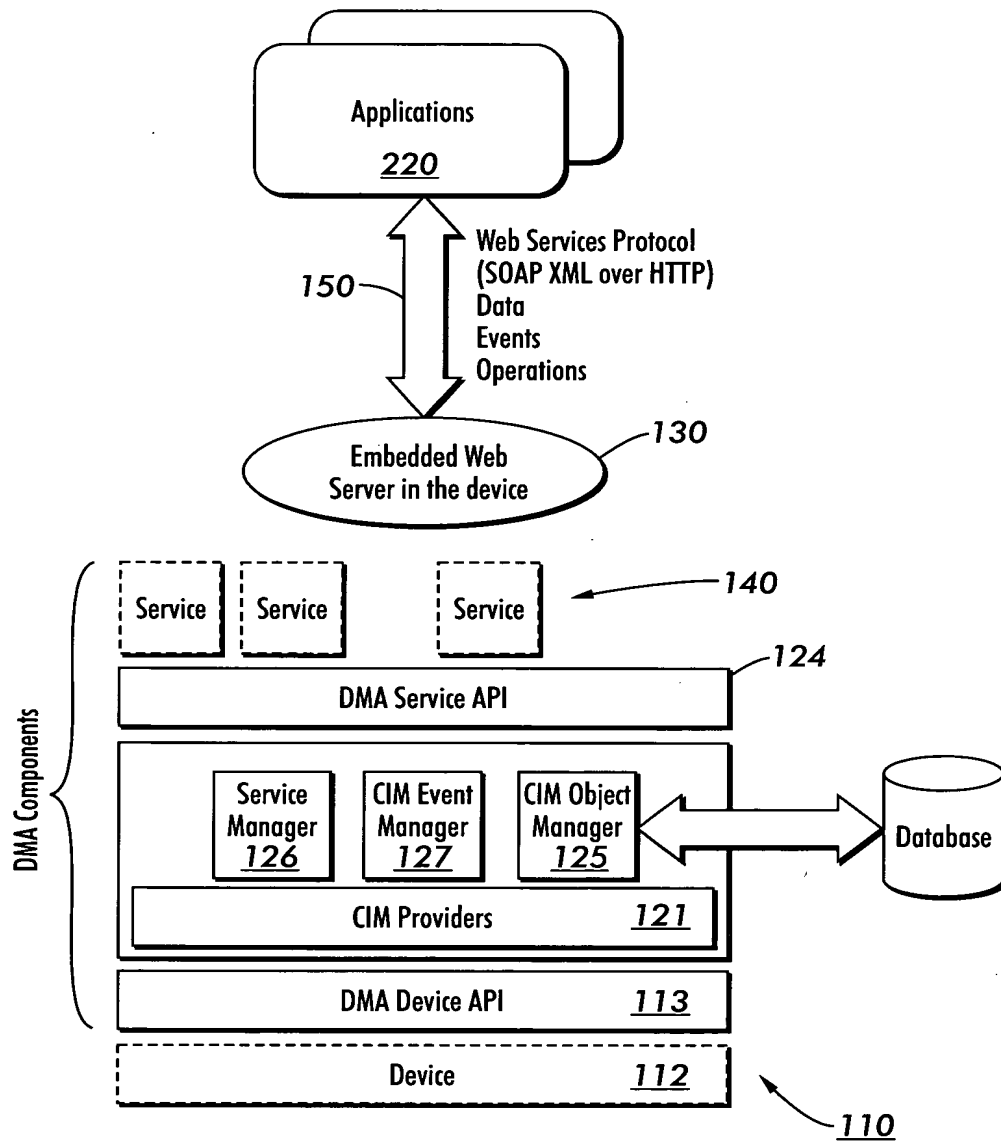 Applications
220
150
Web Services Protocol
(SOAP XML over HTTP)
Data
Events
Operations
130
Embedded Web
Server in the device
Service
Service
Service
140
124
DMA Service API
DMA Components
Service
Manager
126
CIM Event
Manager
127
CIM Object
Manager
125
Database
CIM Providers
121
DMA Device API
113
Device
112
110